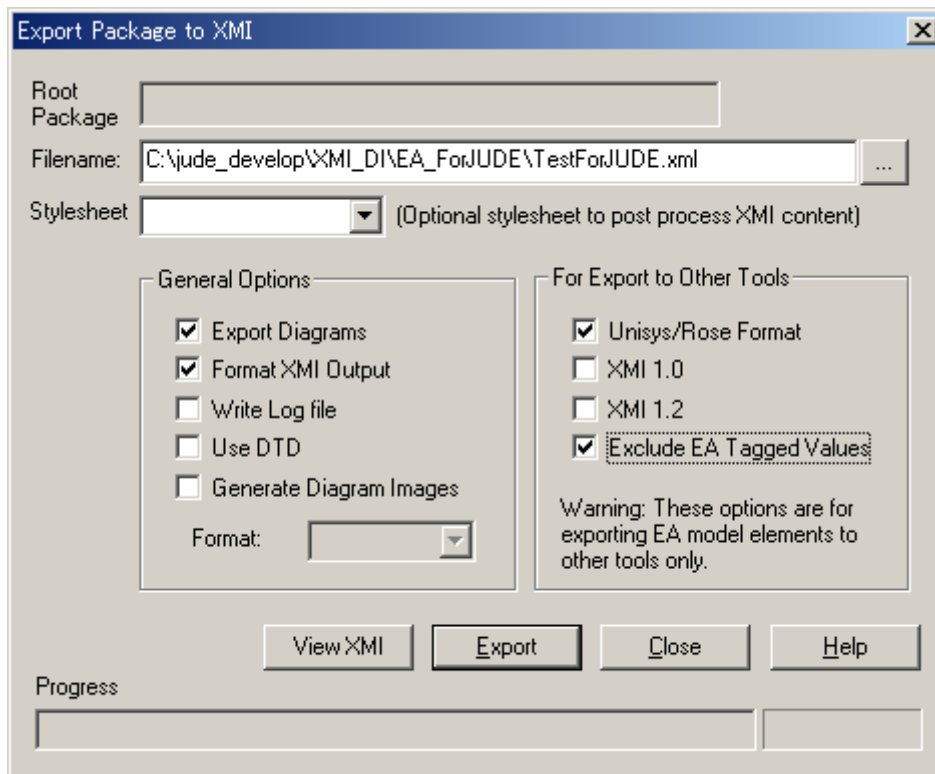 Export Package to XMI
Root
Package
Filename: C:\jude_develop\XMI_DI\EA_ForJUDE\TestForJUDE.xml ...
Stylesheet (Optional stylesheet to post process XMI content)
General Options
Export Diagrams
Format XMI Output
Write Log file
Use DTD
Generate Diagram Images
Format:
For Export to Other Tools
Unisys/Rose Format
XMI 1.0
XMI 1.2
Exclude EA Tagged Values
Warning: These options are for
exporting EA model elements to
other tools only.
View XMI Export Close Help
Progress